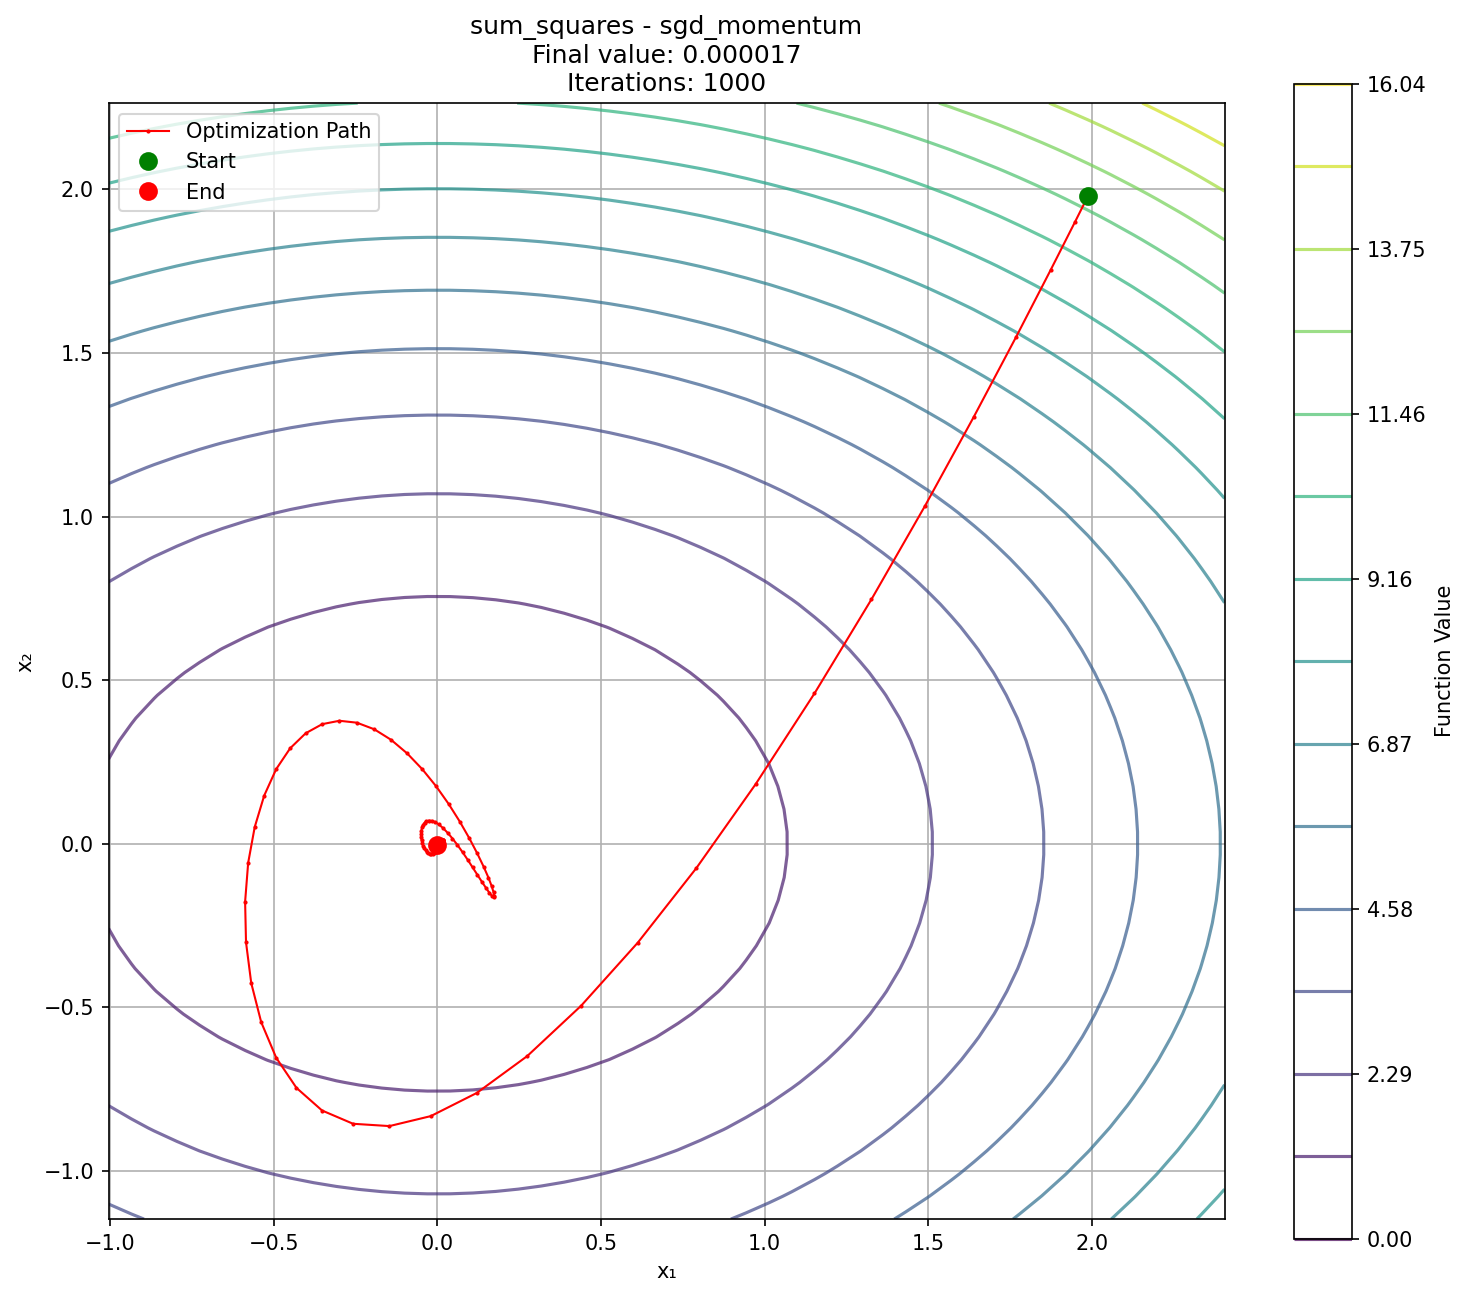 sum_squares - sgd_momentum
Final value: 0.000017
Iterations: 1000
Optimization Path
Start
End
2.0
1.5
1.0
0.5
0.0
−0.5
−1.0
x₂
−1.0
−0.5
0.0
0.5
1.0
1.5
2.0
x₁
16.04
13.75
11.46
9.16
6.87
4.58
2.29
0.00
Function Value